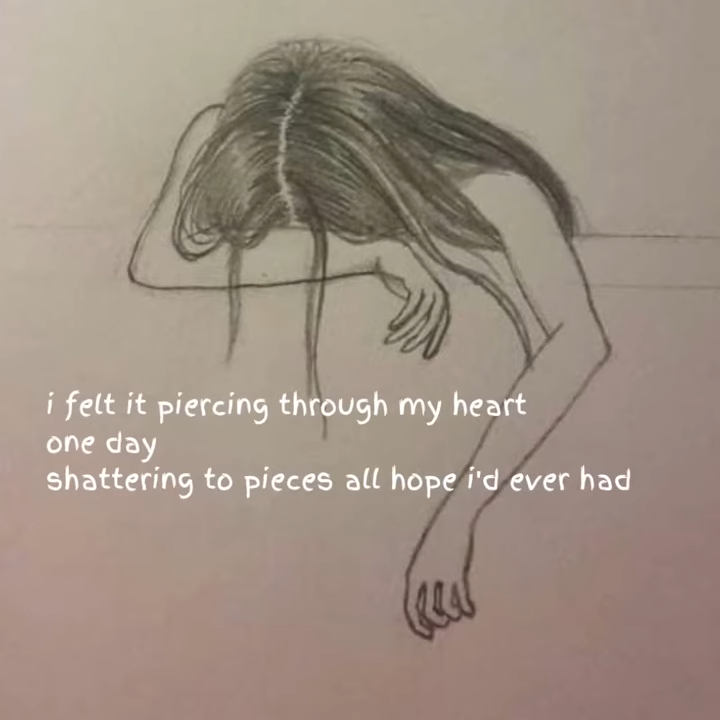 i felt it piercing through my heart
one day
shattering to pieces all hope i'd ever had